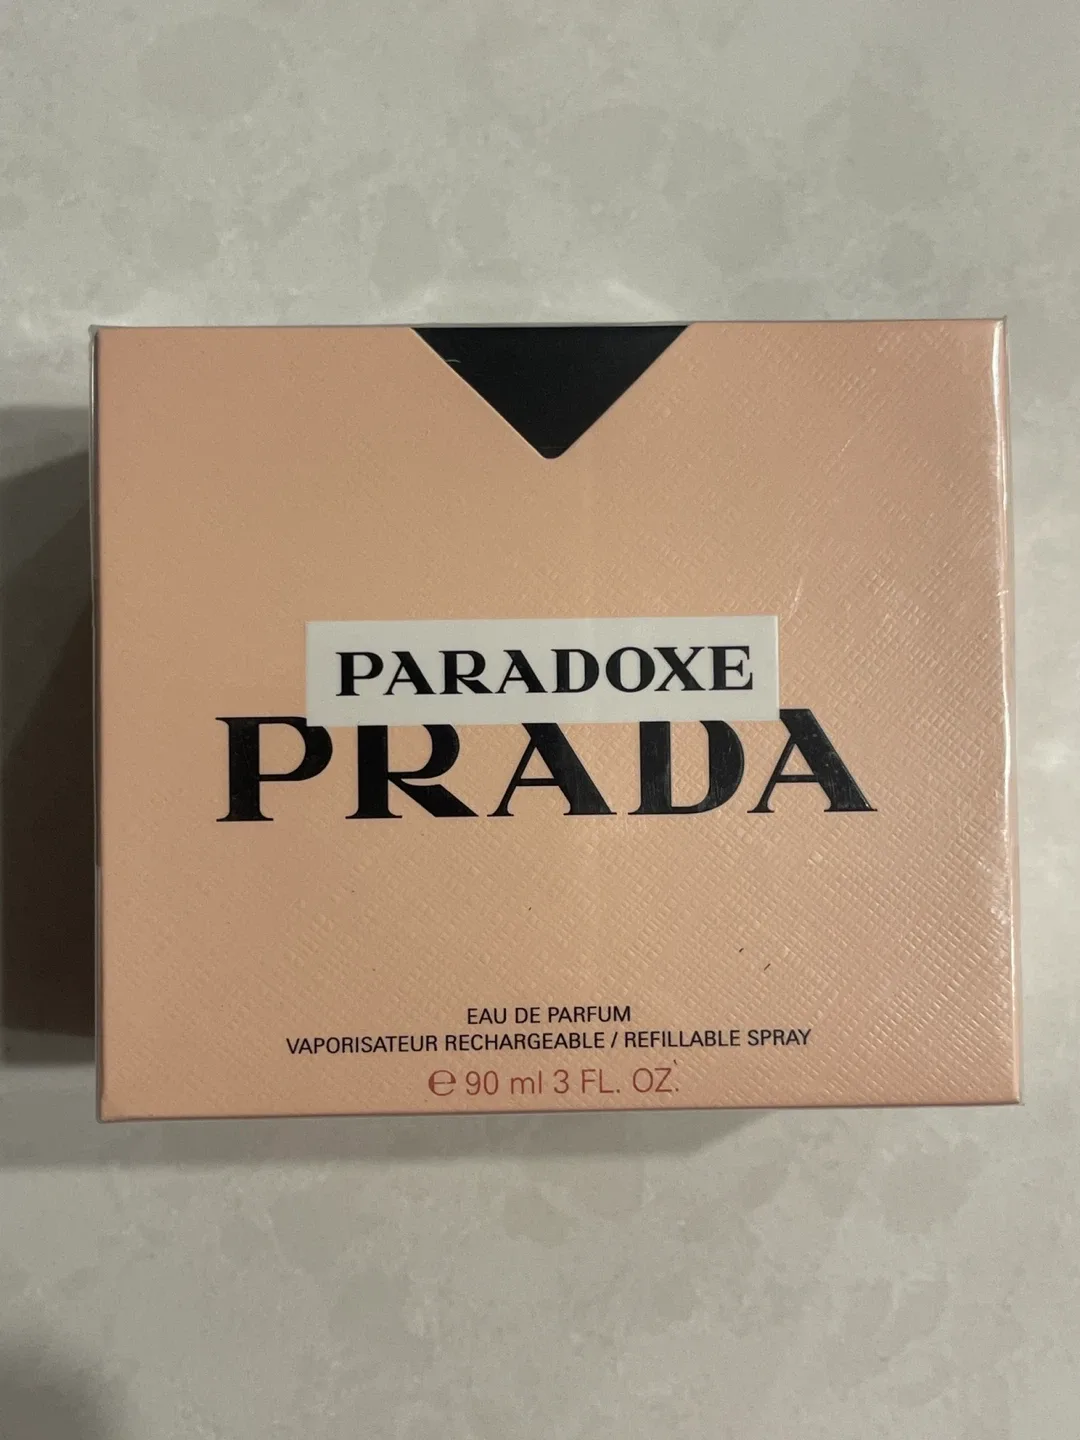 PARADOXE
PRADA
EAU DE PARFUM
VAPORISATEUR RECHARGEABLE / REFILLABLE SPRAY
℮ 90 ml 3 FL. OZ.